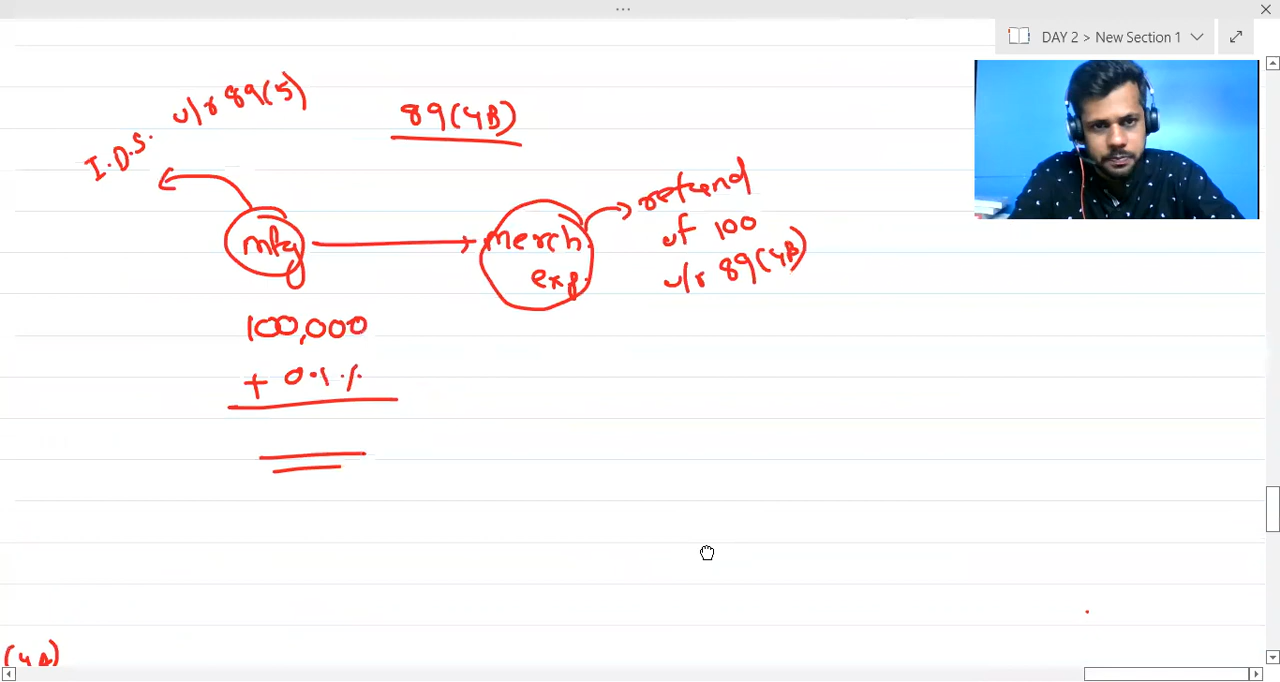 DAY 2 > New Section 1
I.D.S. u/r 89(5)
89(4B)
mfg
merch.
exp.
refund
of 100
u/r 89(4B)
100,000
+ 0.1%
(4A)